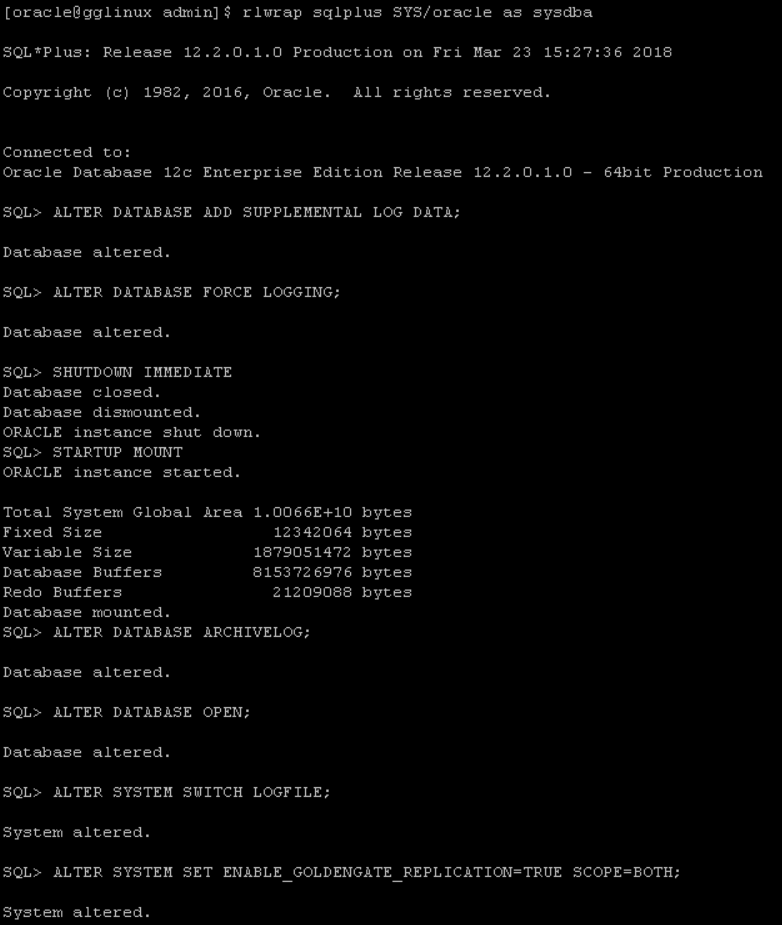 [oracle@gglinux admin]$ rlwrap sqlplus SYS/oracle as sysdba
SQL*Plus: Release 12.2.0.1.0 Production on Fri Mar 23 15:27:36 2018
Copyright (c) 1982, 2016, Oracle.  All rights reserved.
Connected to:
Oracle Database 12c Enterprise Edition Release 12.2.0.1.0 - 64bit Production
SQL> ALTER DATABASE ADD SUPPLEMENTAL LOG DATA;
Database altered.
SQL> ALTER DATABASE FORCE LOGGING;
Database altered.
SQL> SHUTDOWN IMMEDIATE
Database closed.
Database dismounted.
ORACLE instance shut down.
SQL> STARTUP MOUNT
ORACLE instance started.
Total System Global Area 1.0066E+10 bytes
Fixed Size                 12342064 bytes
Variable Size            1879051472 bytes
Database Buffers         8153726976 bytes
Redo Buffers               21209088 bytes
Database mounted.
SQL> ALTER DATABASE ARCHIVELOG;
Database altered.
SQL> ALTER DATABASE OPEN;
Database altered.
SQL> ALTER SYSTEM SWITCH LOGFILE;
System altered.
SQL> ALTER SYSTEM SET ENABLE_GOLDENGATE_REPLICATION=TRUE SCOPE=BOTH;
System altered.